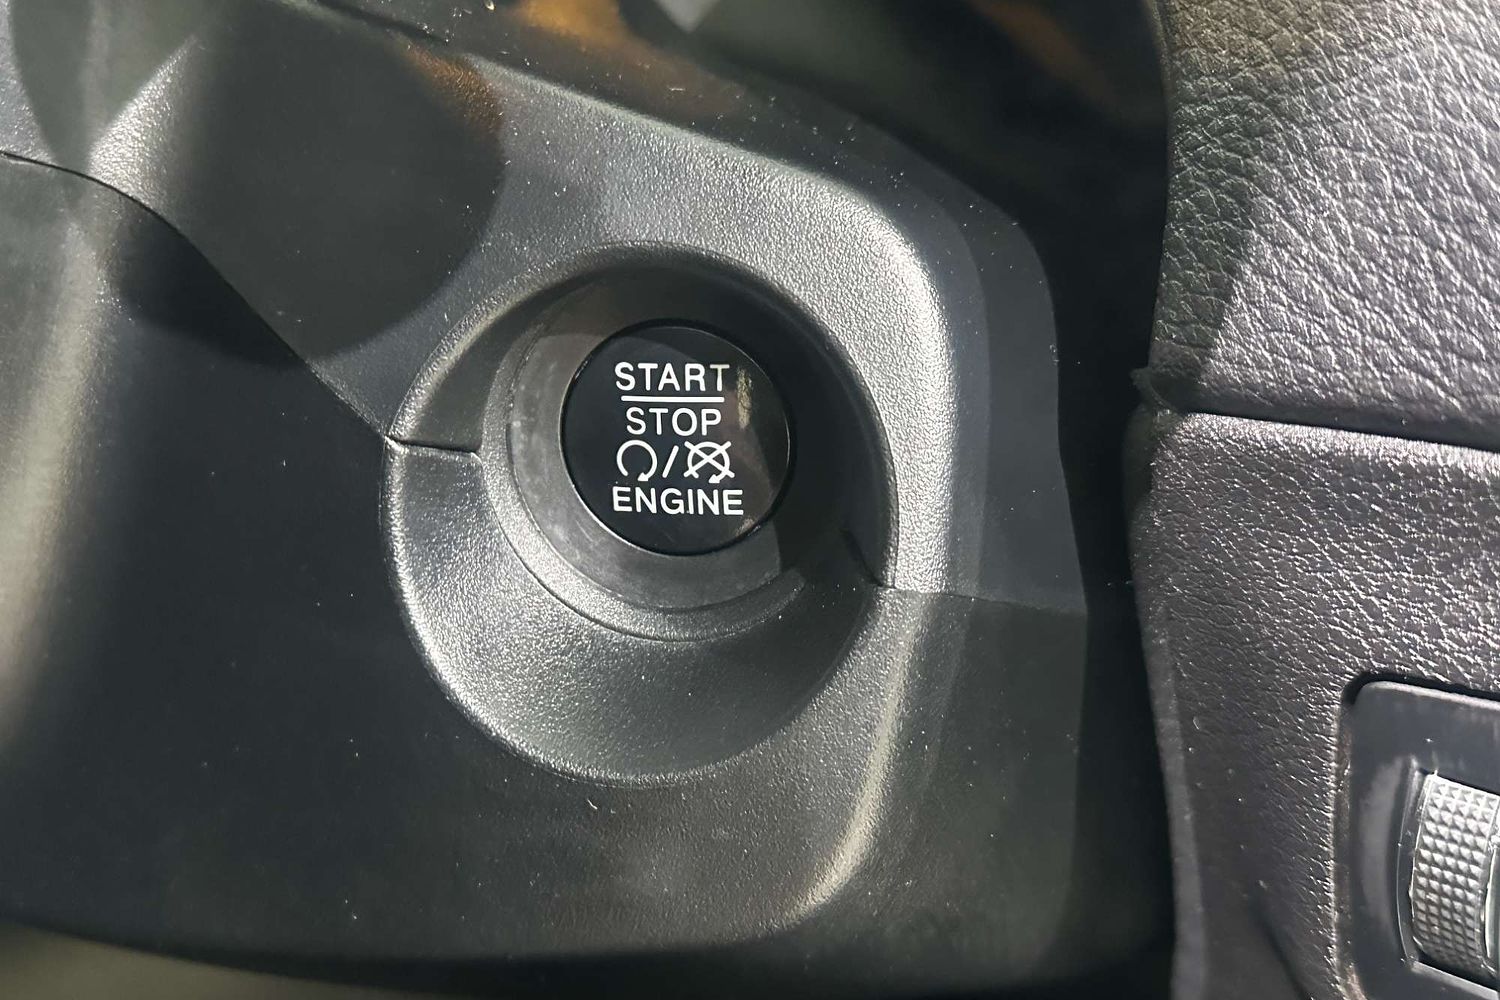 START
STOP
/
ENGINE